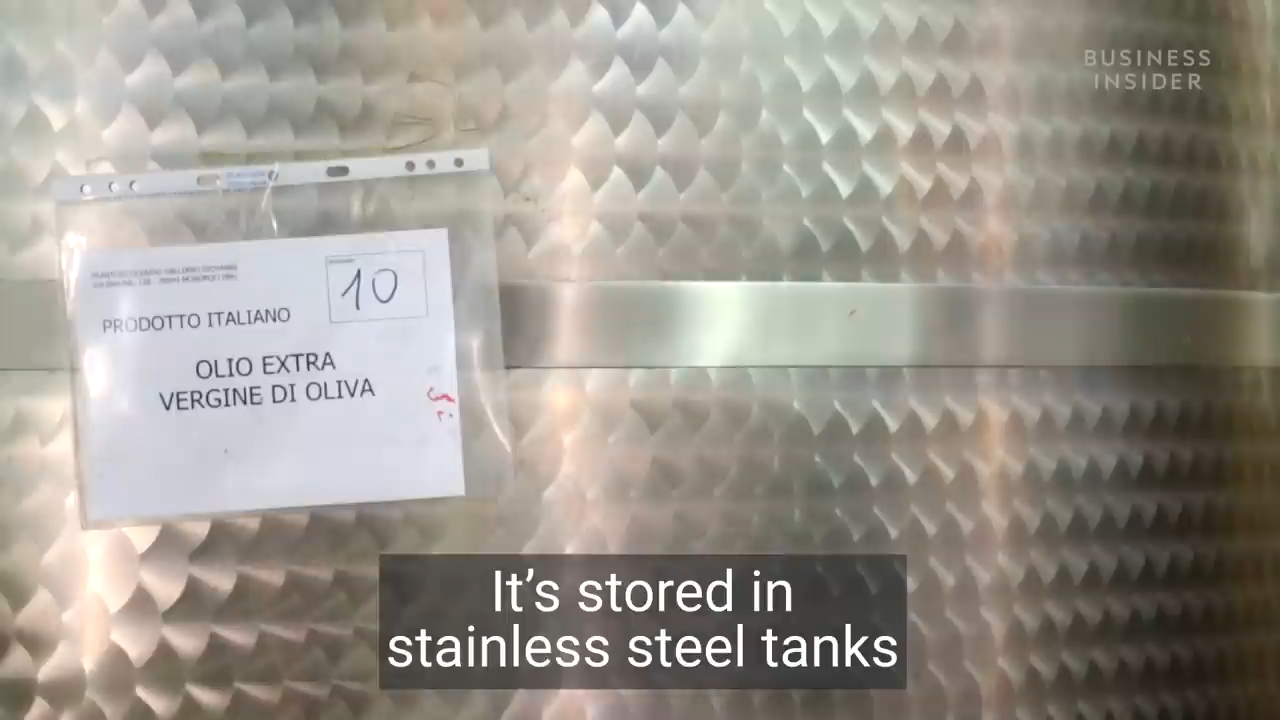 BUSINESS
INSIDER
10
PRODOTTO ITALIANO
OLIO EXTRA
VERGINE DI OLIVA
It’s stored in
stainless steel tanks